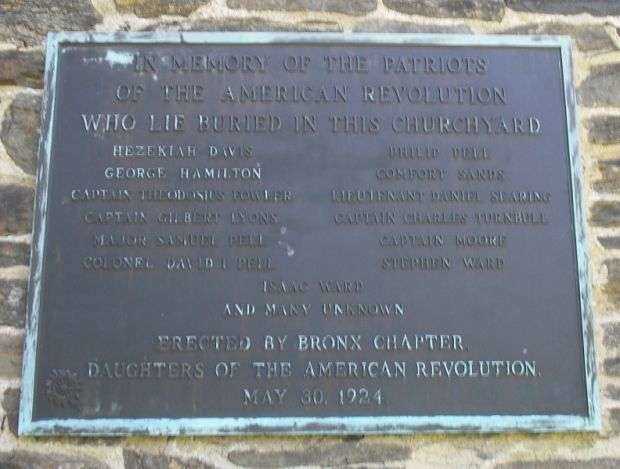 IN MEMORY OF THE PATRIOTS
OF THE AMERICAN REVOLUTION
WHO LIE BURIED IN THIS CHURCHYARD
HEZEKIAH DAVIS PHILIP PELL
GEORGE HAMILTON COMFORT SANDS
CAPTAIN THEODOSIUS FOWLER LIEUTENANT DANIEL SEARING
CAPTAIN GILBERT LYONS CAPTAIN CHARLES TURNBULL
MAJOR SAMUEL PELL CAPTAIN MOORE
COLONEL DAVID J. PELL STEPHEN WARD
ISAAC WARD
AND MANY UNKNOWN
ERECTED BY BRONX CHAPTER,
DAUGHTERS OF THE AMERICAN REVOLUTION.
MAY 30, 1924